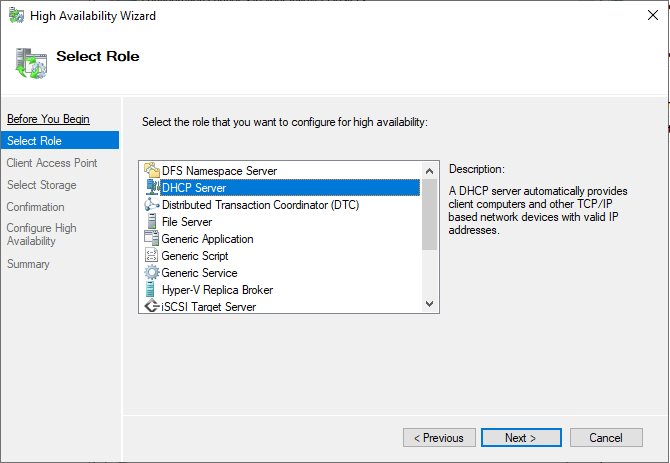 High Availability Wizard
Select Role
Before You Begin
Select Role
Client Access Point
Select Storage
Confirmation
Configure High
Availability
Summary
Select the role that you want to configure for high availability:
DFS Namespace Server
DHCP Server
Distributed Transaction Coordinator (DTC)
File Server
Generic Application
Generic Script
Generic Service
Hyper-V Replica Broker
iSCSI Target Server
Description:
A DHCP server automatically provides
client computers and other TCP/IP
based network devices with valid IP
addresses.
< Previous
Next >
Cancel